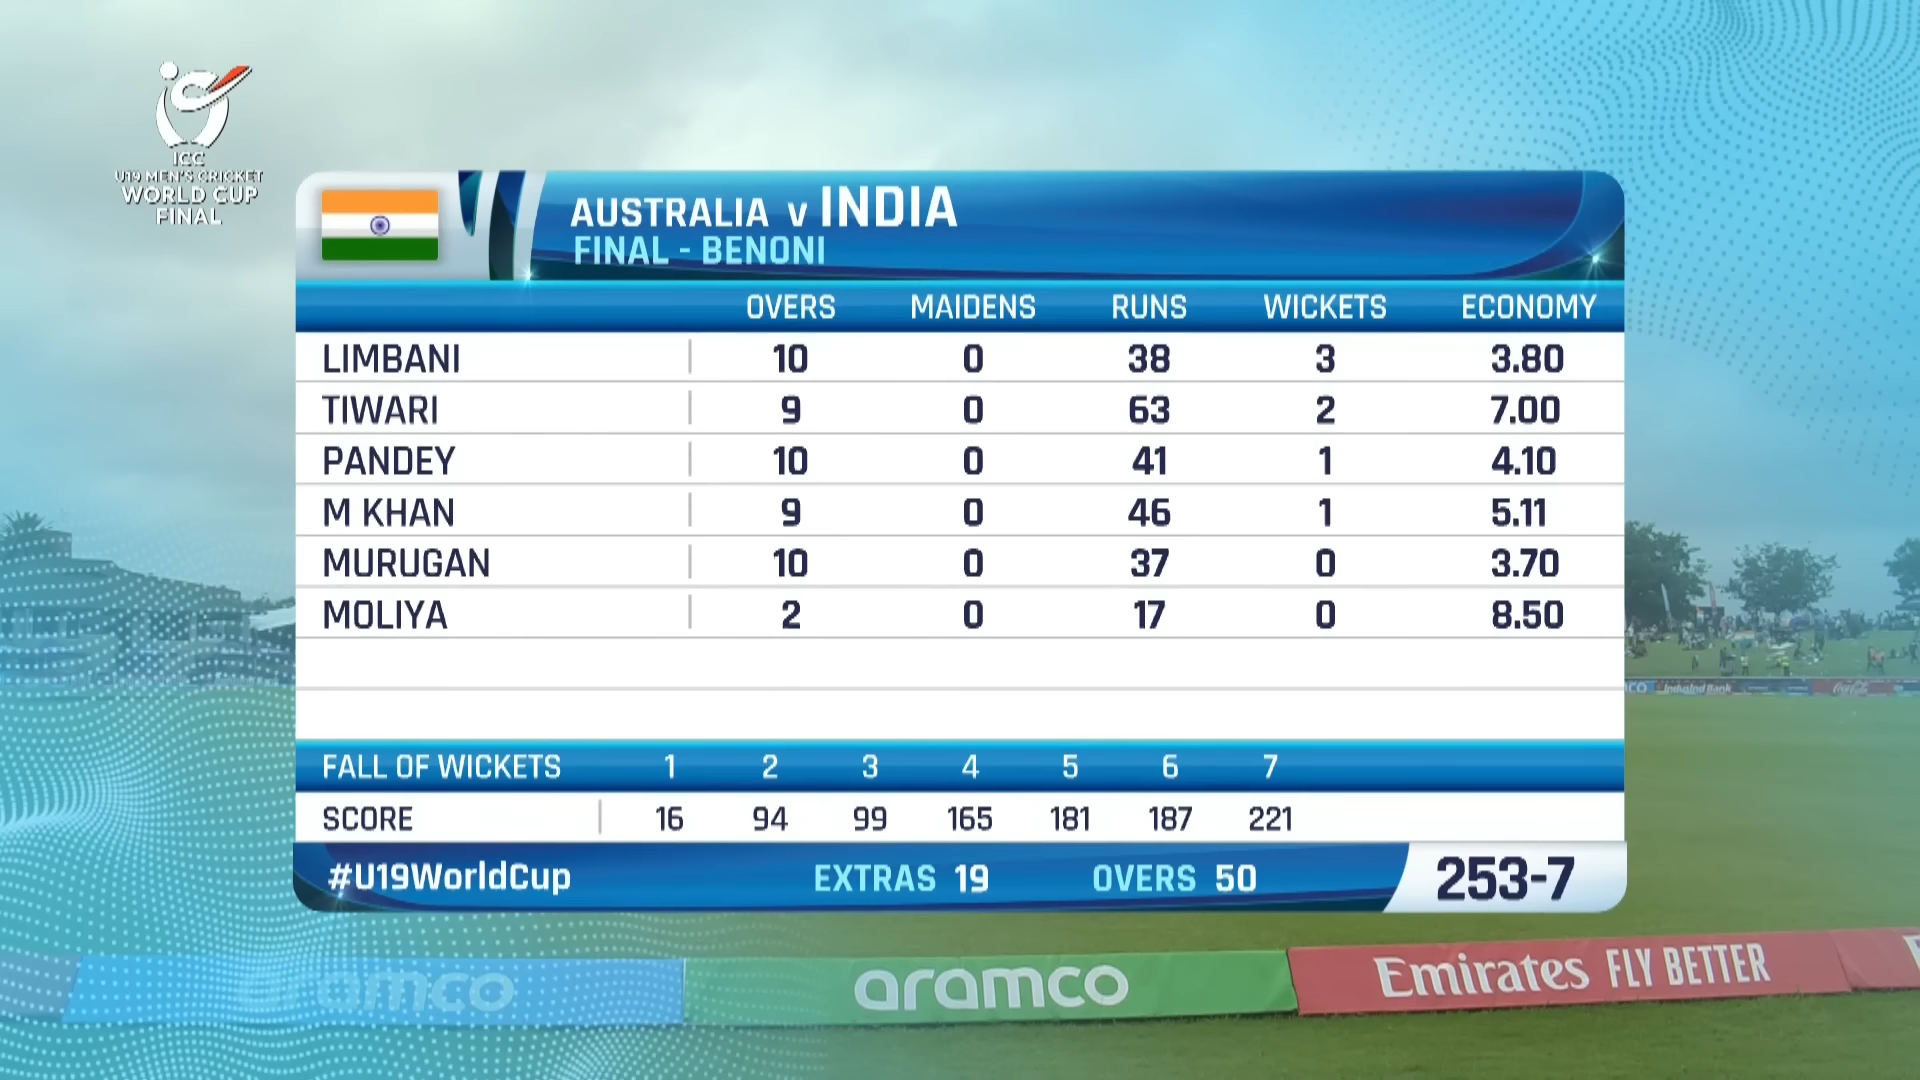 ICC
U19 MEN'S CRICKET
WORLD CUP
FINAL
AUSTRALIA v INDIA
FINAL - BENONI
OVERS MAIDENS RUNS WICKETS ECONOMY
LIMBANI 10 0 38 3 3.80
TIWARI 9 0 63 2 7.00
PANDEY 10 0 41 1 4.10
M KHAN 9 0 46 1 5.11
MURUGAN 10 0 37 0 3.70
MOLIYA 2 0 17 0 8.50
FALL OF WICKETS 1 2 3 4 5 6 7
SCORE 16 94 99 165 181 187 221
#U19WorldCup EXTRAS 19 OVERS 50 253-7
IndusInd Bank
Coca-Cola
aramco
aramco
Emirates FLY BETTER